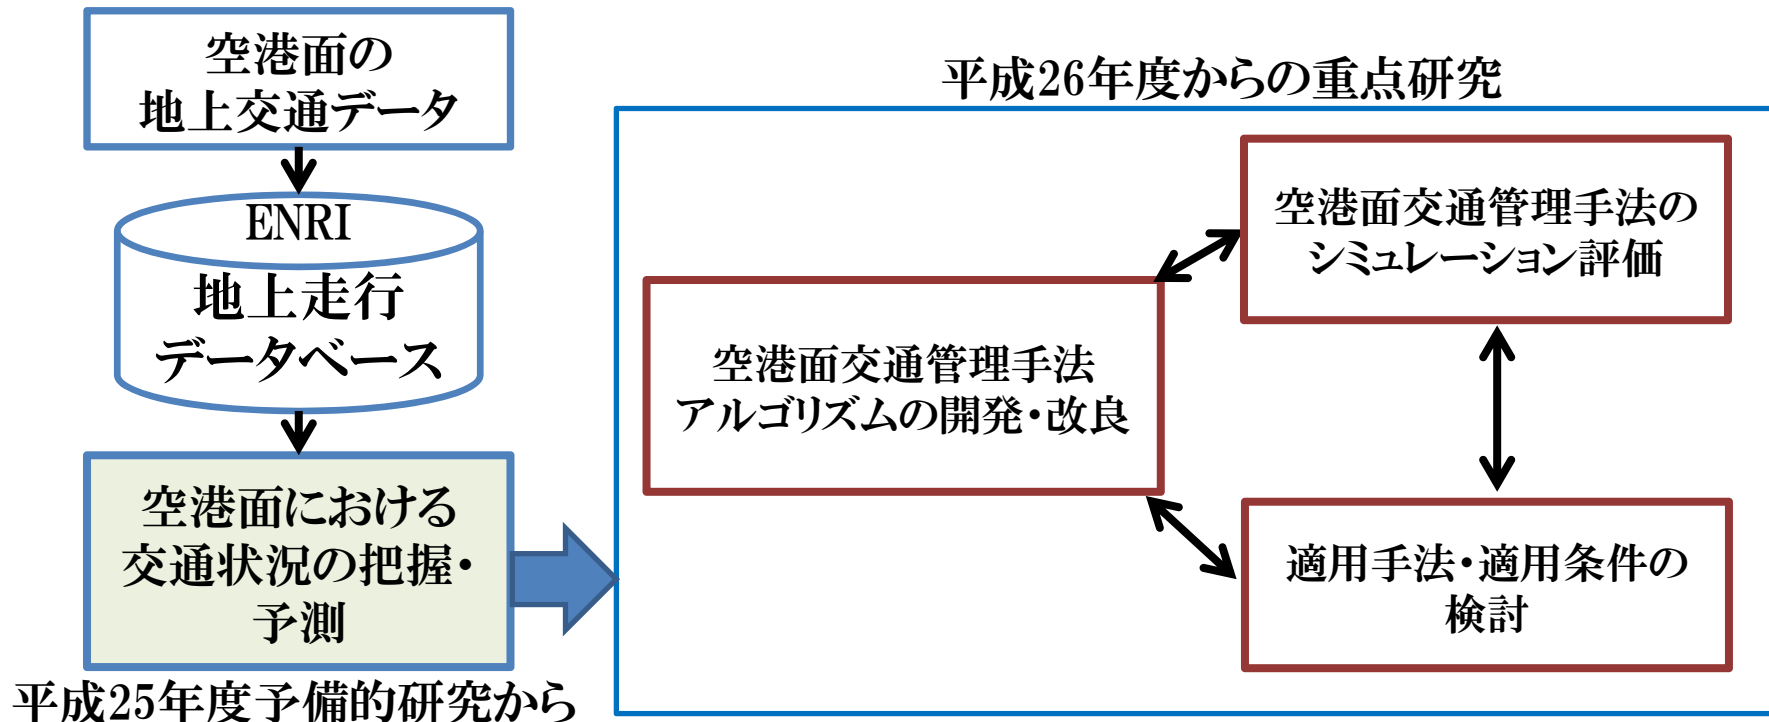 空港面の
地上交通データ
ENRI
地上走行
データベース
空港面における
交通状況の把握・
予測
平成25年度予備的研究から
平成26年度からの重点研究
空港面交通管理手法
アルゴリズムの開発・改良
空港面交通管理手法の
シミュレーション評価
適用手法・適用条件の
検討